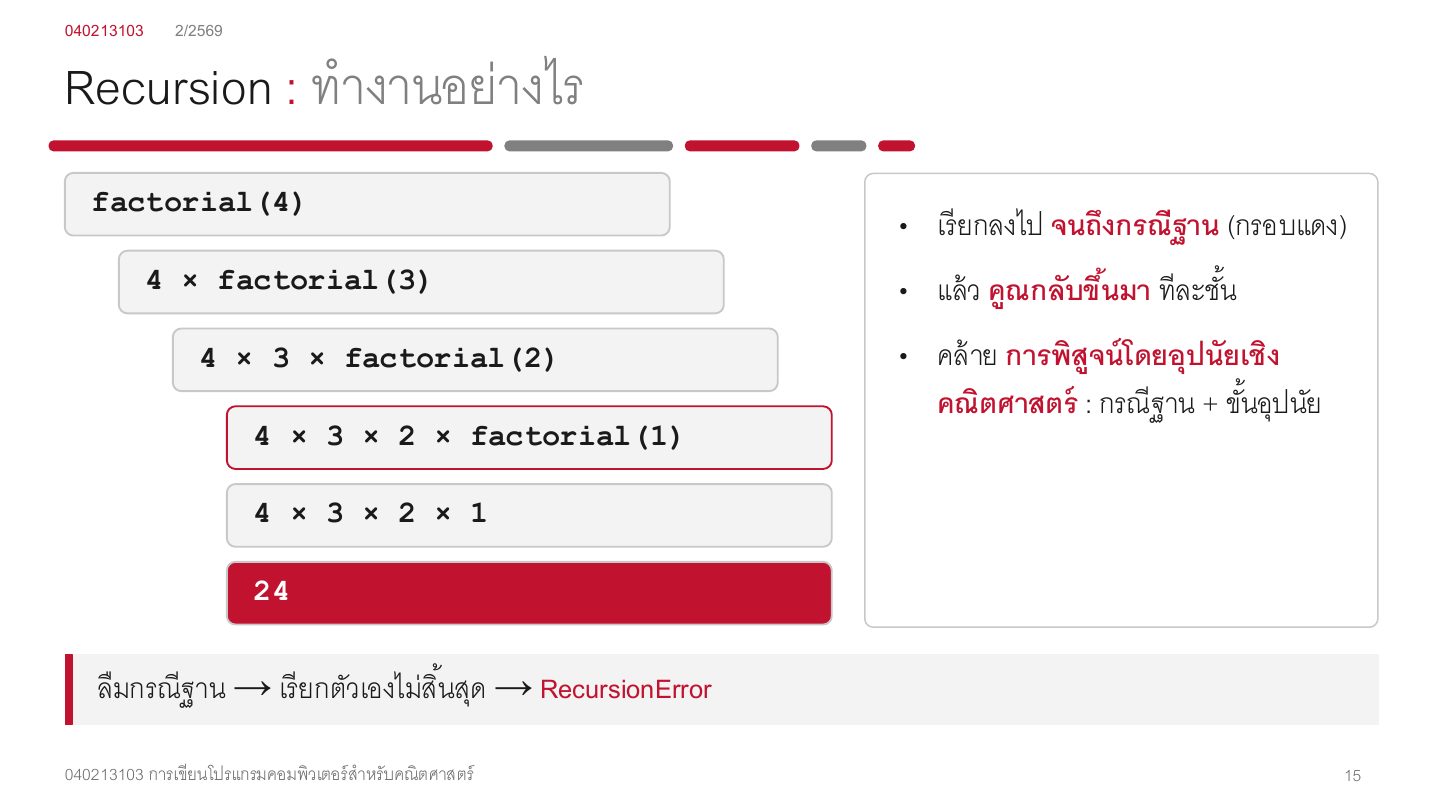 040213103 2/2569
Recursion : ทำงานอย่างไร
factorial(4)
4 × factorial(3)
4 × 3 × factorial(2)
4 × 3 × 2 × factorial(1)
4 × 3 × 2 × 1
24
• เรียกลงไป จนถึงกรณีฐาน (กรอบแดง)
• แล้ว คูณกลับขึ้นมา ทีละชั้น
• คล้าย การพิสูจน์โดยอุปนัยเชิง
คณิตศาสตร์ : กรณีฐาน + ขั้นอุปนัย
ลืมกรณีฐาน ⟶ เรียกตัวเองไม่สิ้นสุด ⟶ RecursionError
040213103 การเขียนโปรแกรมคอมพิวเตอร์สำหรับคณิตศาสตร์ 15